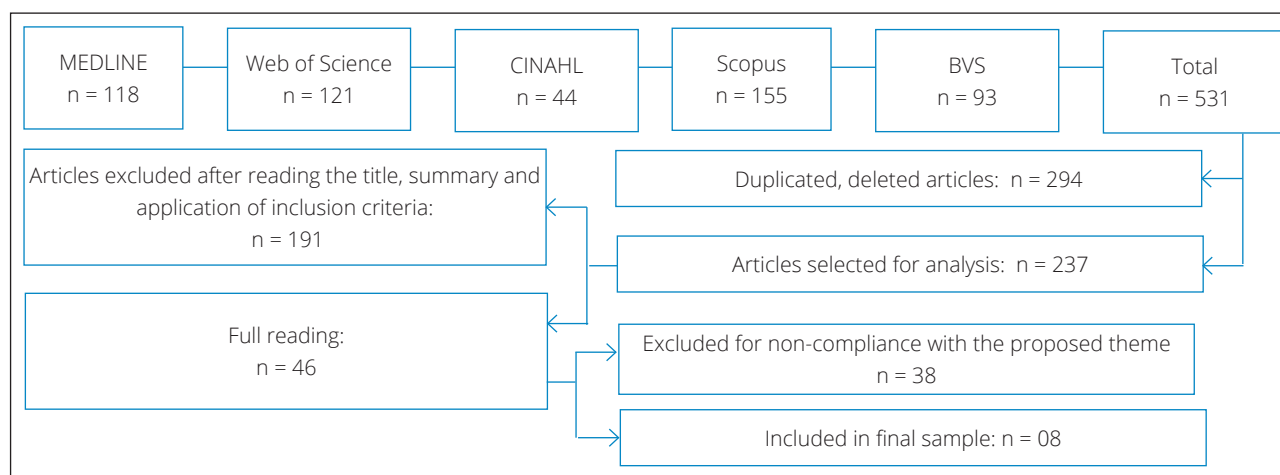 MEDLINE
n = 118
Web of Science
n = 121
CINAHL
n = 44
Scopus
n = 155
BVS
n = 93
Total
n = 531
Duplicated, deleted articles: n = 294
Articles selected for analysis: n = 237
Articles excluded after reading the title, summary and
application of inclusion criteria:
n = 191
Full reading:
n = 46
Excluded for non-compliance with the proposed theme
n = 38
Included in final sample: n = 08